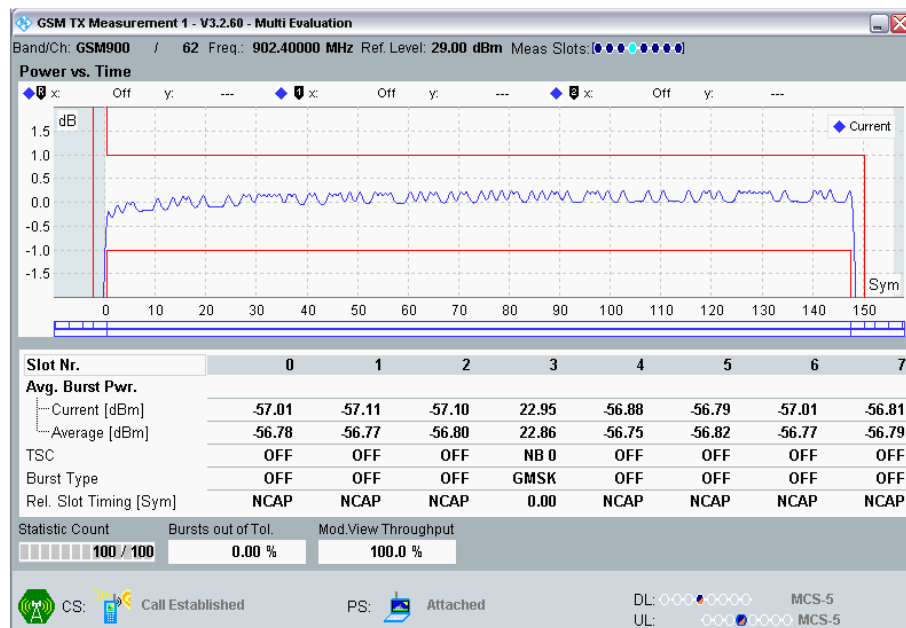 GSM TX Measurement 1 - V3.2.60 - Multi Evaluation
Band/Ch: GSM900 / 62 Freq.: 902.40000 MHz Ref. Level: 29.00 dBm Meas Slots:
Power vs. Time
R x: Off y: --- 1 x: Off y: --- 2 x: Off y: ---
dB
Current
1.5
1.0
0.5
0.0
-0.5
-1.0
-1.5
Sym
0 10 20 30 40 50 60 70 80 90 100 110 120 130 140 150
Slot Nr. 0 1 2 3 4 5 6 7
Avg. Burst Pwr.
Current [dBm] -57.01 -57.11 -57.10 22.95 -56.88 -56.79 -57.01 -56.81
Average [dBm] -56.78 -56.77 -56.80 22.86 -56.75 -56.82 -56.77 -56.79
TSC OFF OFF OFF NB 0 OFF OFF OFF OFF
Burst Type OFF OFF OFF GMSK OFF OFF OFF OFF
Rel. Slot Timing [Sym] NCAP NCAP NCAP 0.00 NCAP NCAP NCAP NCAP
Statistic Count Bursts out of Tol. Mod.View Throughput
100 / 100 0.00 % 100.0 %
CS: Call Established PS: Attached DL: MCS-5
UL: MCS-5